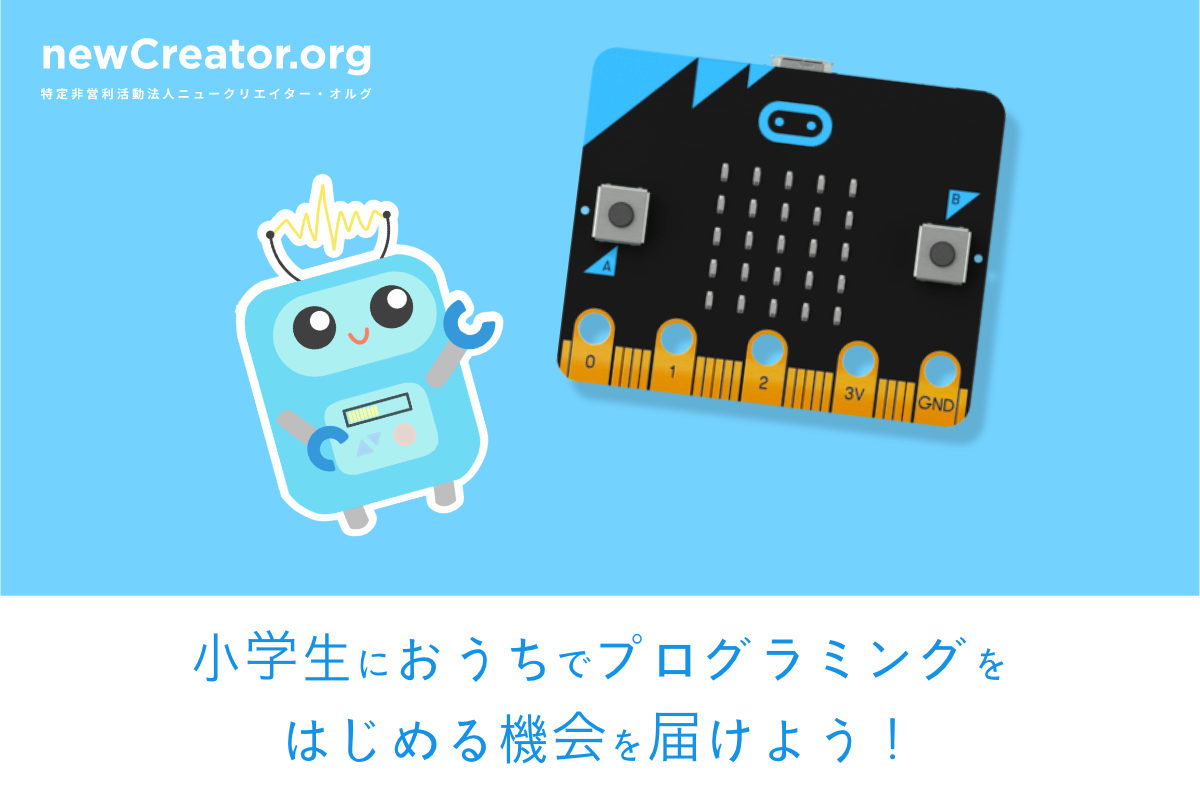 newCreator.org
特定非営利活動法人ニュークリエイター・オルグ
A
B
0
1
2
3V
GND
小学生におうちでプログラミングを
はじめる機会を届けよう！